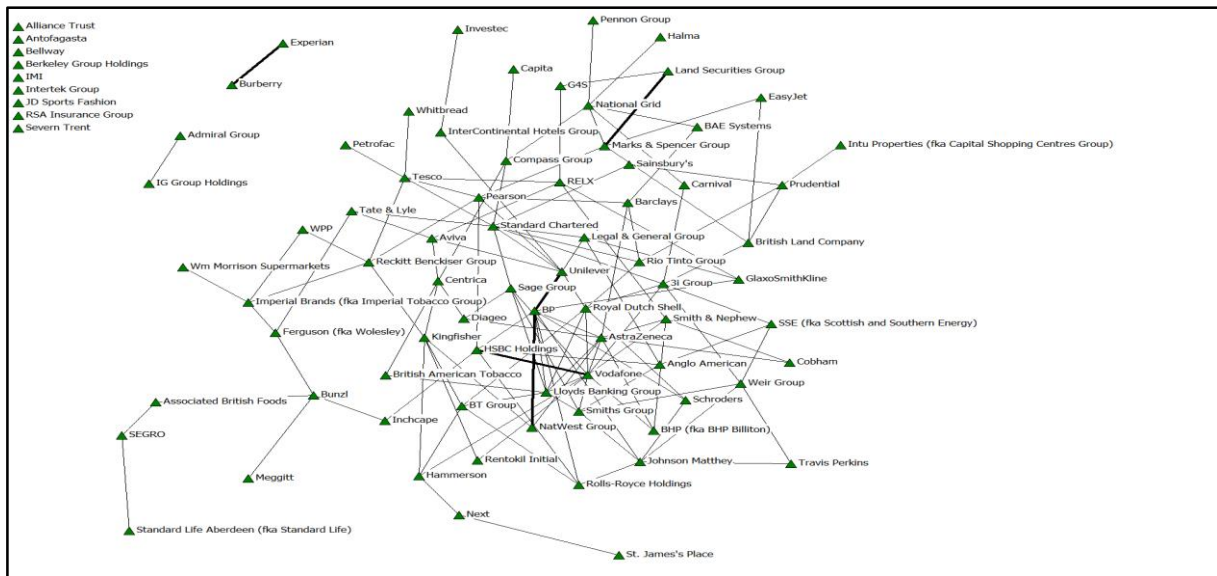 Alliance Trust
Antofagasta
Bellway
Berkeley Group Holdings
IMI
Intertek Group
JD Sports Fashion
RSA Insurance Group
Severn Trent
Experian
Burberry
Admiral Group
IG Group Holdings
Investec
Pennon Group
Halma
Capita
Land Securities Group
G4S
EasyJet
National Grid
Whitbread
InterContinental Hotels Group
BAE Systems
Petrofac
Marks & Spencer Group
Intu Properties (fka Capital Shopping Centres Group)
Compass Group
Sainsbury's
Tesco
RELX
Carnival
Prudential
Pearson
Barclays
Tate & Lyle
Standard Chartered
WPP
Aviva
Legal & General Group
British Land Company
Wm Morrison Supermarkets
Reckitt Benckiser Group
Rio Tinto Group
Unilever
Centrica
GlaxoSmithKline
Sage Group
3i Group
Imperial Brands (fka Imperial Tobacco Group)
BP
Royal Dutch Shell
Diageo
Smith & Nephew
SSE (fka Scottish and Southern Energy)
Ferguson (fka Wolesley)
Kingfisher
AstraZeneca
HSBC Holdings
Anglo American
Cobham
British American Tobacco
Vodafone
Weir Group
Lloyds Banking Group
Bunzl
Associated British Foods
BT Group
Smiths Group
Schroders
Inchcape
NatWest Group
BHP (fka BHP Billiton)
SEGRO
Rentokil Initial
Johnson Matthey
Travis Perkins
Meggitt
Hammerson
Rolls-Royce Holdings
Next
Standard Life Aberdeen (fka Standard Life)
St. James's Place